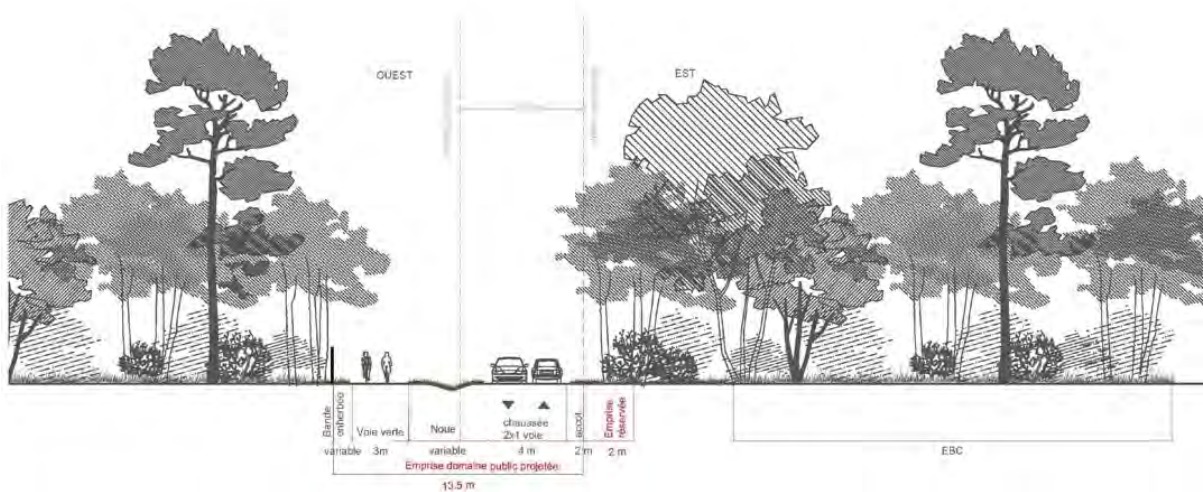 OUEST
EST
Bande
enherbée
Voie verte
Noue
chaussée
2x1 voie
accot.
Emprise
réservée
variable
3m
variable
4 m
2 m
2 m
EBC
Emprise domaine public projetée
13.5 m